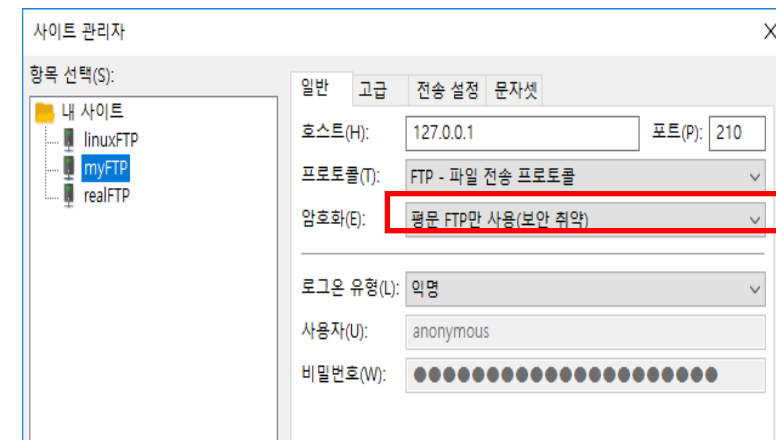 사이트 관리자
항목 선택(S):
내 사이트
linuxFTP
myFTP
realFTP
일반 고급 전송 설정 문자셋
호스트(H): 127.0.0.1 포트(P): 210
프로토콜(T): FTP - 파일 전송 프로토콜
암호화(E): 평문 FTP만 사용(보안 취약)
로그온 유형(L): 익명
사용자(U): anonymous
비밀번호(W): ●●●●●●●●●●●●●●●●●●●●●